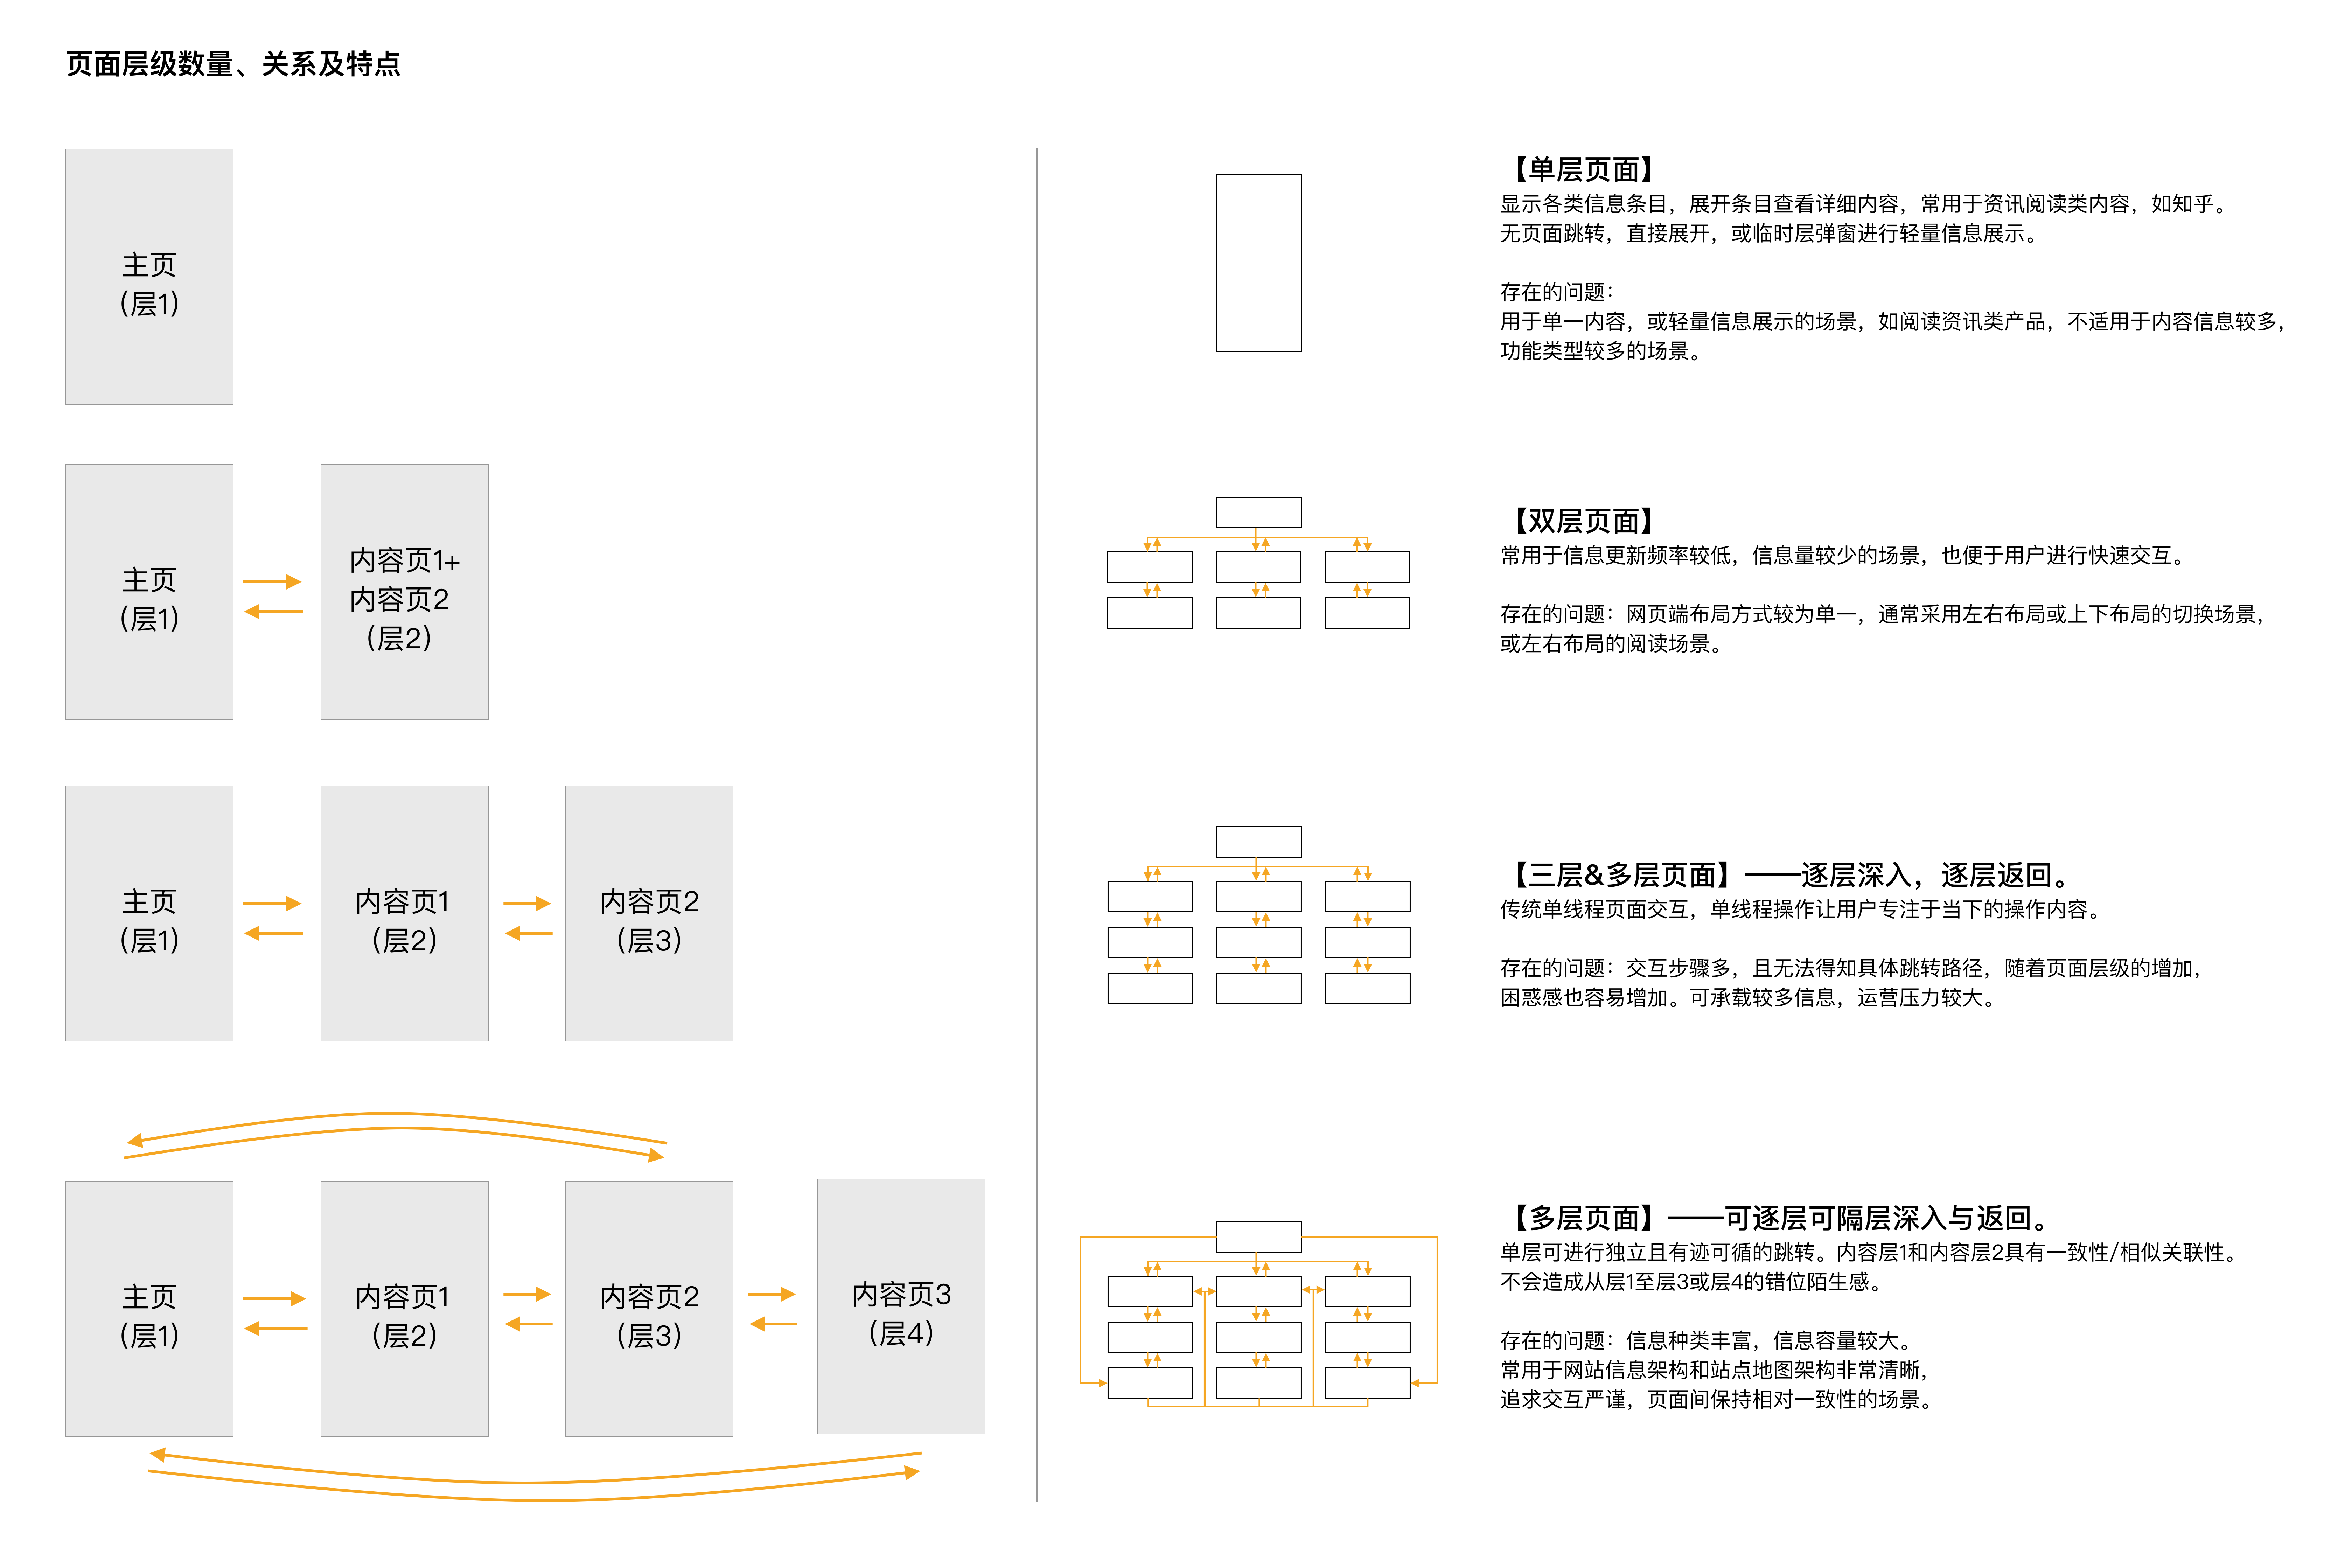 页面层级数量、关系及特点
主页
(层1)
【单层页面】
显示各类信息条目，展开条目查看详细内容，常用于资讯阅读类内容，如知乎。
无页面跳转，直接展开，或临时层弹窗进行轻量信息展示。
存在的问题：
用于单一内容，或轻量信息展示的场景，如阅读资讯类产品，不适用于内容信息较多，
功能类型较多的场景。
主页
(层1)
内容页1+
内容页2
(层2)
【双层页面】
常用于信息更新频率较低，信息量较少的场景，也便于用户进行快速交互。
存在的问题：网页端布局方式较为单一，通常采用左右布局或上下布局的切换场景，
或左右布局的阅读场景。
主页
(层1)
内容页1
(层2)
内容页2
(层3)
【三层&多层页面】——逐层深入，逐层返回。
传统单线程页面交互，单线程操作让用户专注于当下的操作内容。
存在的问题：交互步骤多，且无法得知具体跳转路径，随着页面层级的增加，
困惑感也容易增加。可承载较多信息，运营压力较大。
主页
(层1)
内容页1
(层2)
内容页2
(层3)
内容页3
(层4)
【多层页面】——可逐层可隔层深入与返回。
单层可进行独立且有迹可循的跳转。内容层1和内容层2具有一致性/相似关联性。
不会造成从层1至层3或层4的错位陌生感。
存在的问题：信息种类丰富，信息容量较大。
常用于网站信息架构和站点地图架构非常清晰，
追求交互严谨，页面间保持相对一致性的场景。